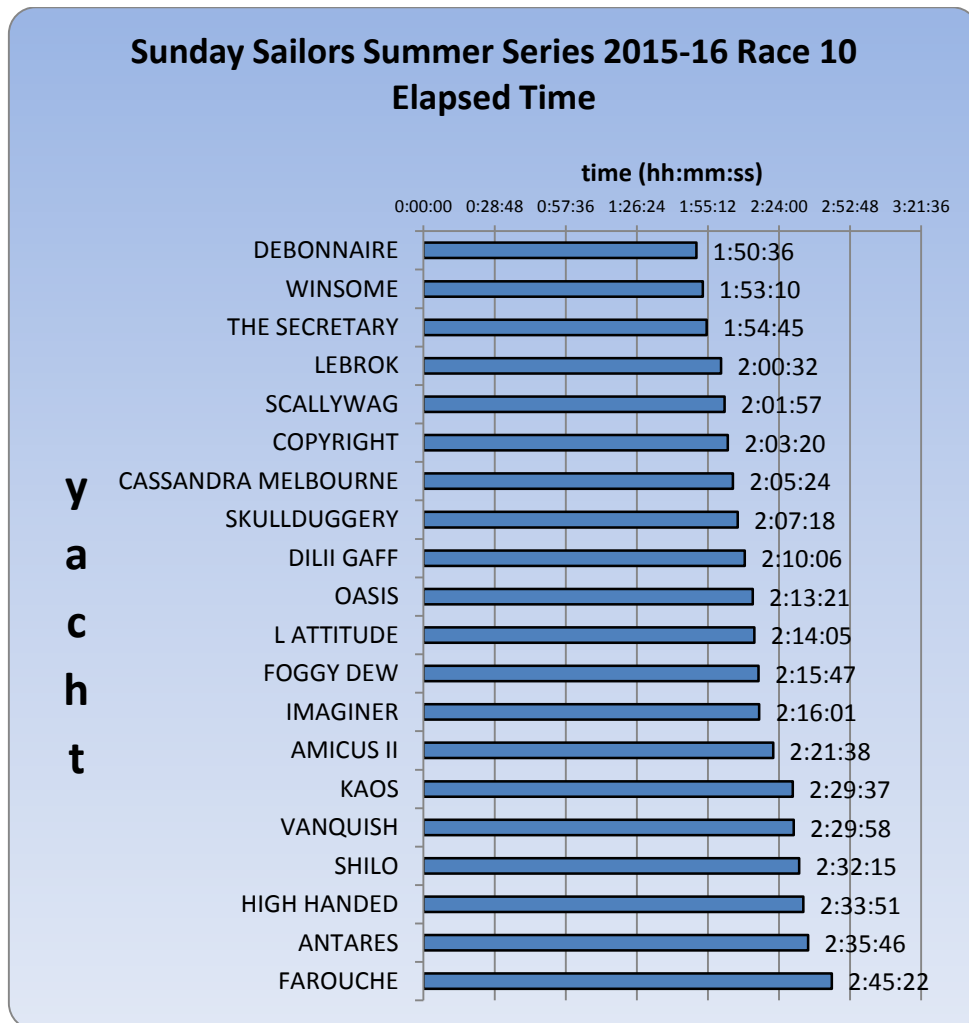 Sunday Sailors Summer Series 2015-16 Race 10
Elapsed Time
time (hh:mm:ss)
0:00:00 0:28:48 0:57:36 1:26:24 1:55:12 2:24:00 2:52:48 3:21:36
DEBONNAIRE 1:50:36
WINSOME 1:53:10
THE SECRETARY 1:54:45
LEBROK 2:00:32
SCALLYWAG 2:01:57
COPYRIGHT 2:03:20
CASSANDRA MELBOURNE 2:05:24
SKULLDUGGERY 2:07:18
DILII GAFF 2:10:06
OASIS 2:13:21
L ATTITUDE 2:14:05
FOGGY DEW 2:15:47
IMAGINER 2:16:01
AMICUS II 2:21:38
KAOS 2:29:37
VANQUISH 2:29:58
SHILO 2:32:15
HIGH HANDED 2:33:51
ANTARES 2:35:46
FAROUCHE 2:45:22
yacht